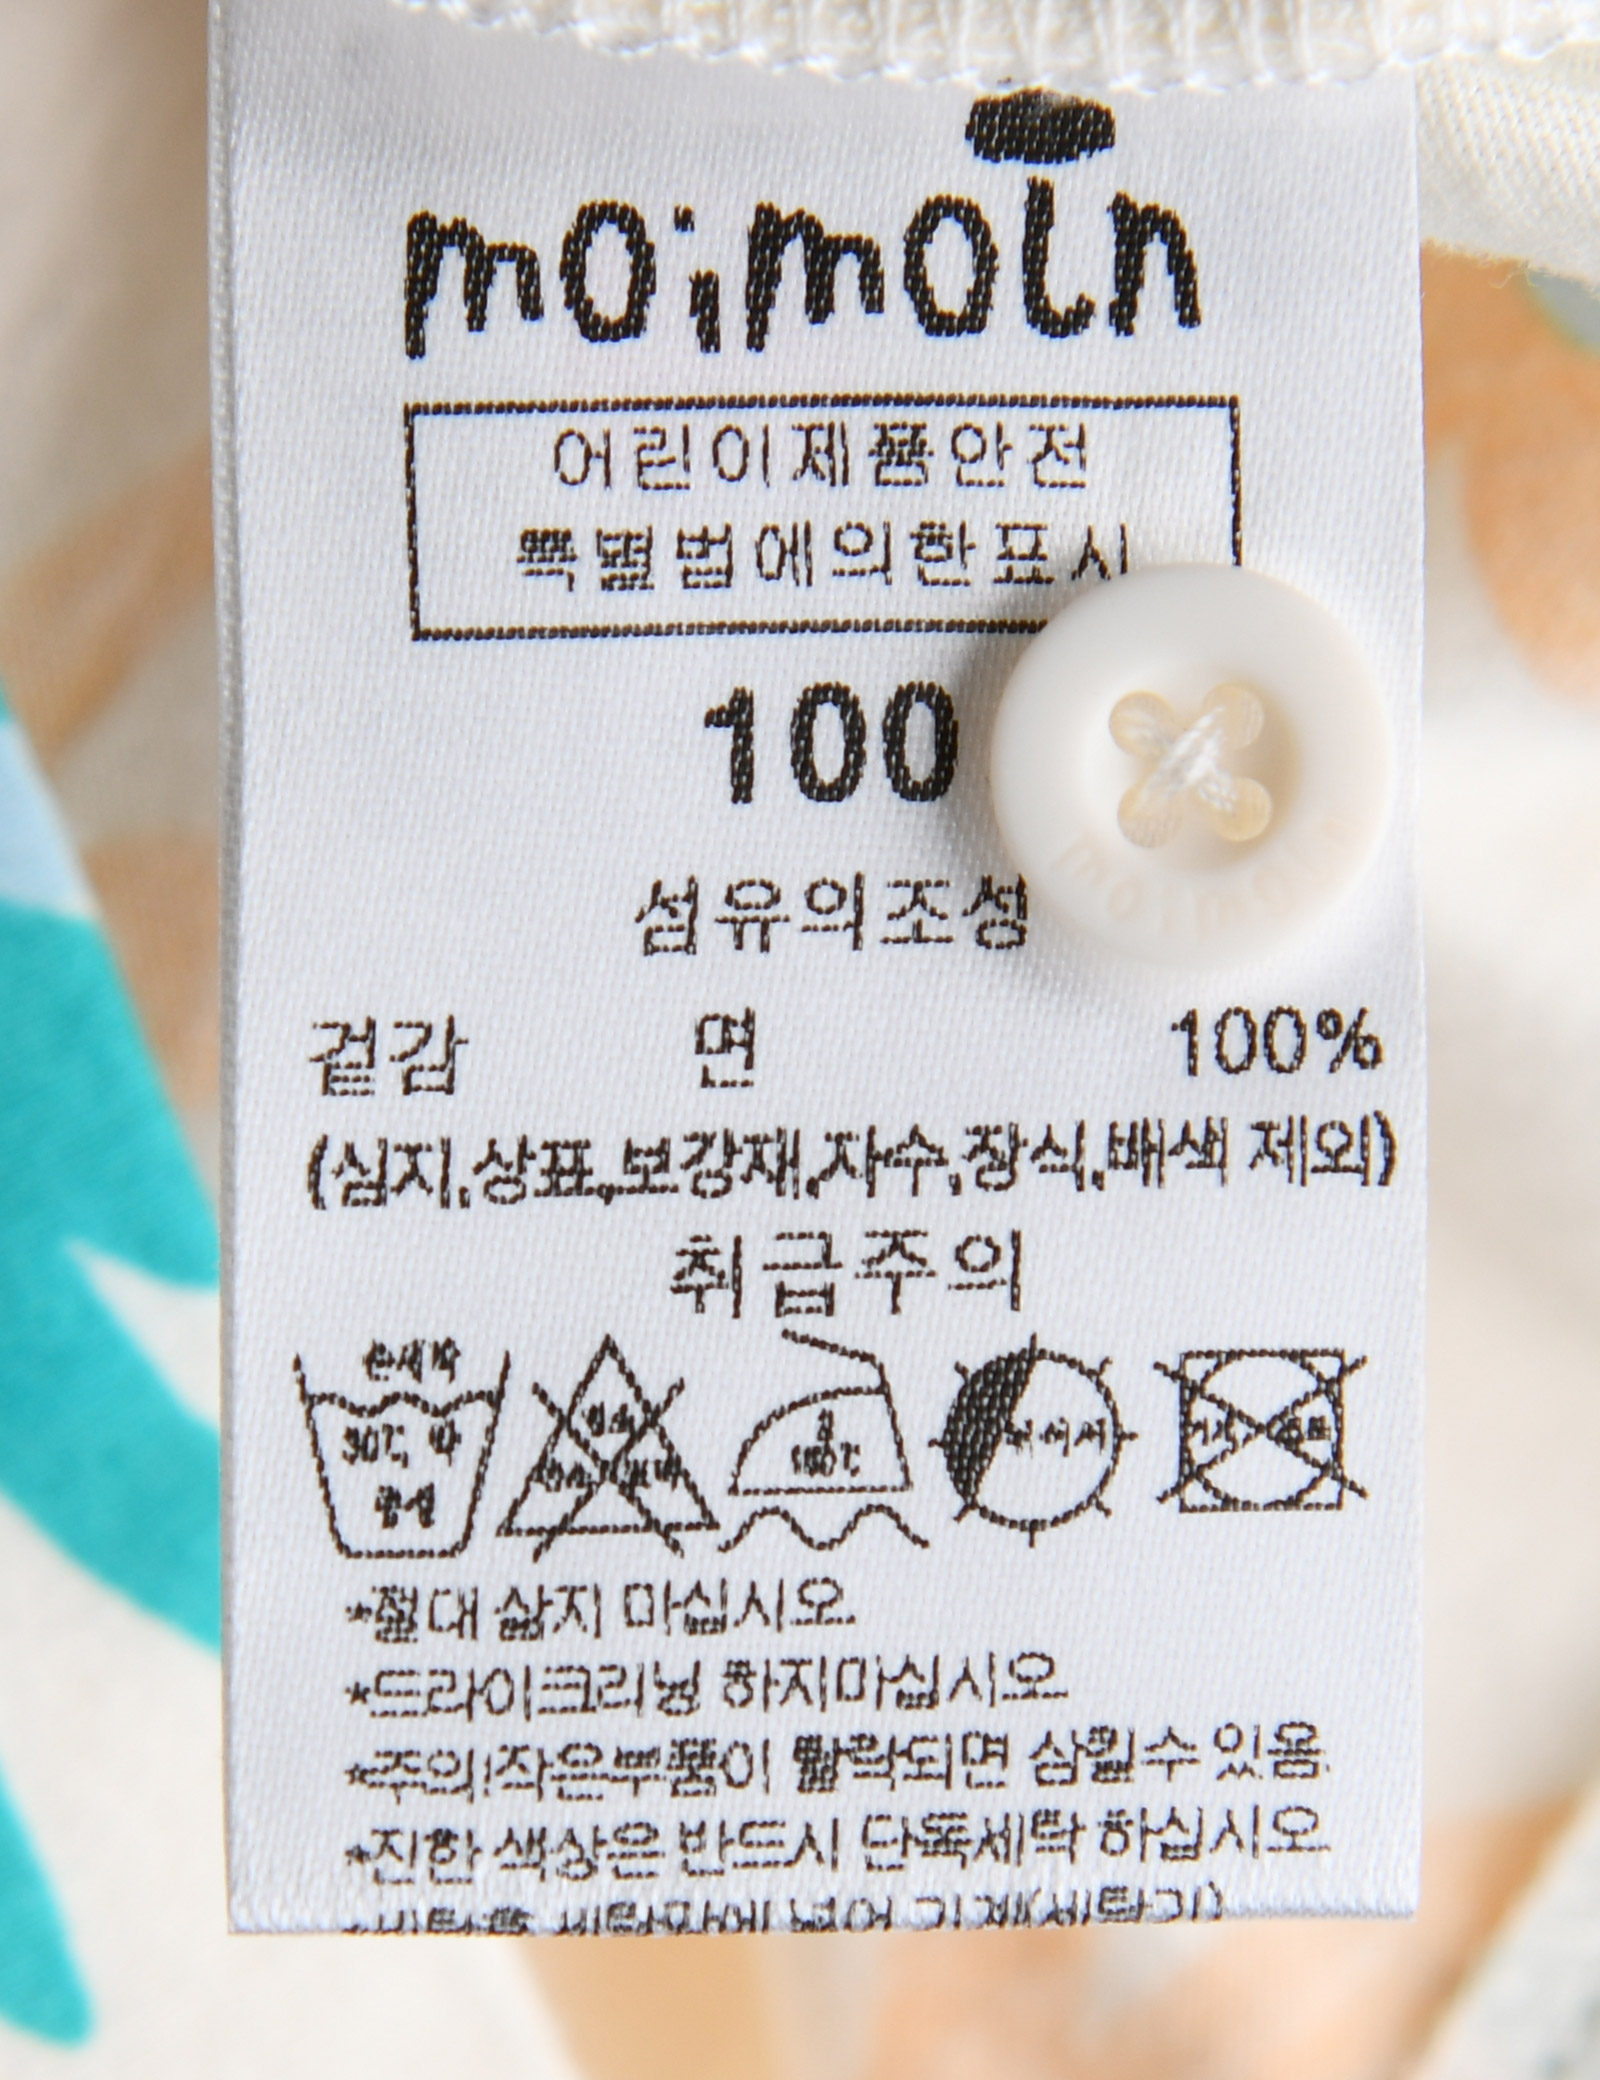 moimoln
어린이제품안전
특별법에의한표시
100
섬유의조성
겉감 면 100%
(심지,상표,보강재,자수,장식,배색 제외)
취급주의
손세탁
30℃
중성
염소
*절대 삶지 마십시오
*드라이크리닝 하지마십시오
*주의!작은부품이 탈락되면 삼킬수 있음
*진한 색상은 반드시 단독세탁 하십시오